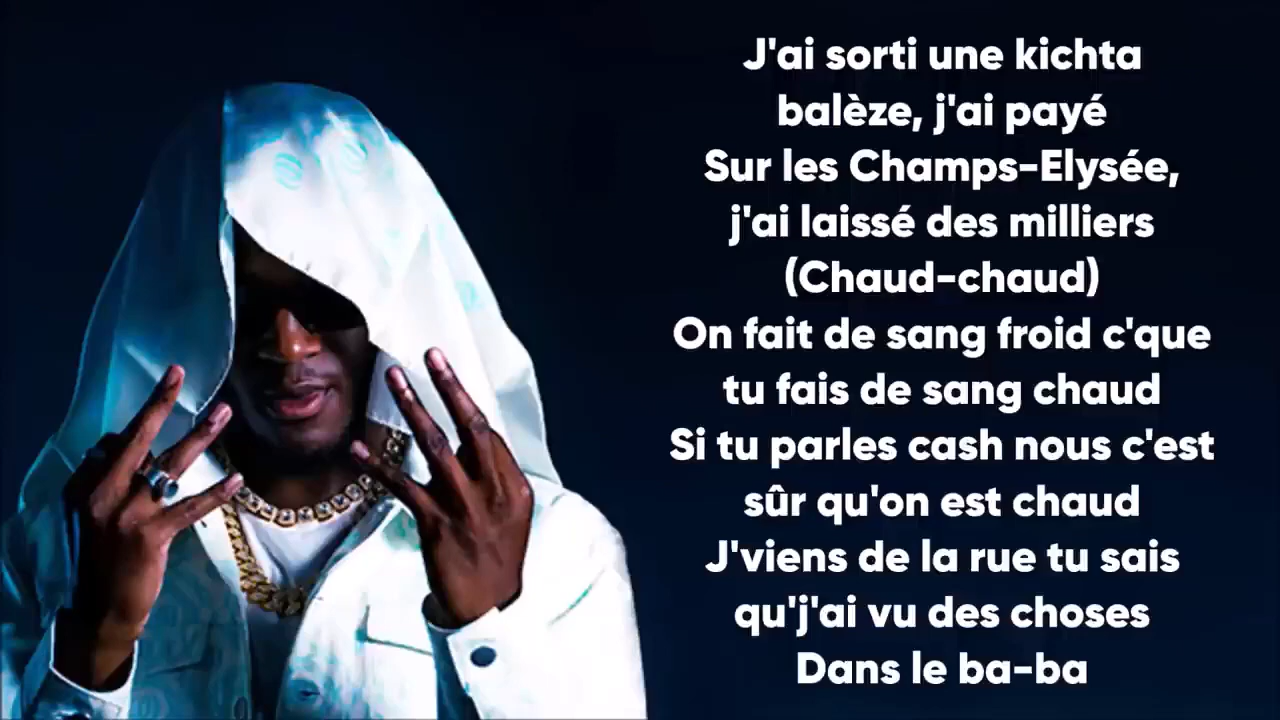 J'ai sorti une kichta
balèze, j'ai payé
Sur les Champs-Elysée,
j'ai laissé des milliers
(Chaud-chaud)
On fait de sang froid c'que
tu fais de sang chaud
Si tu parles cash nous c'est
sûr qu'on est chaud
J'viens de la rue tu sais
qu'j'ai vu des choses
Dans le ba-ba